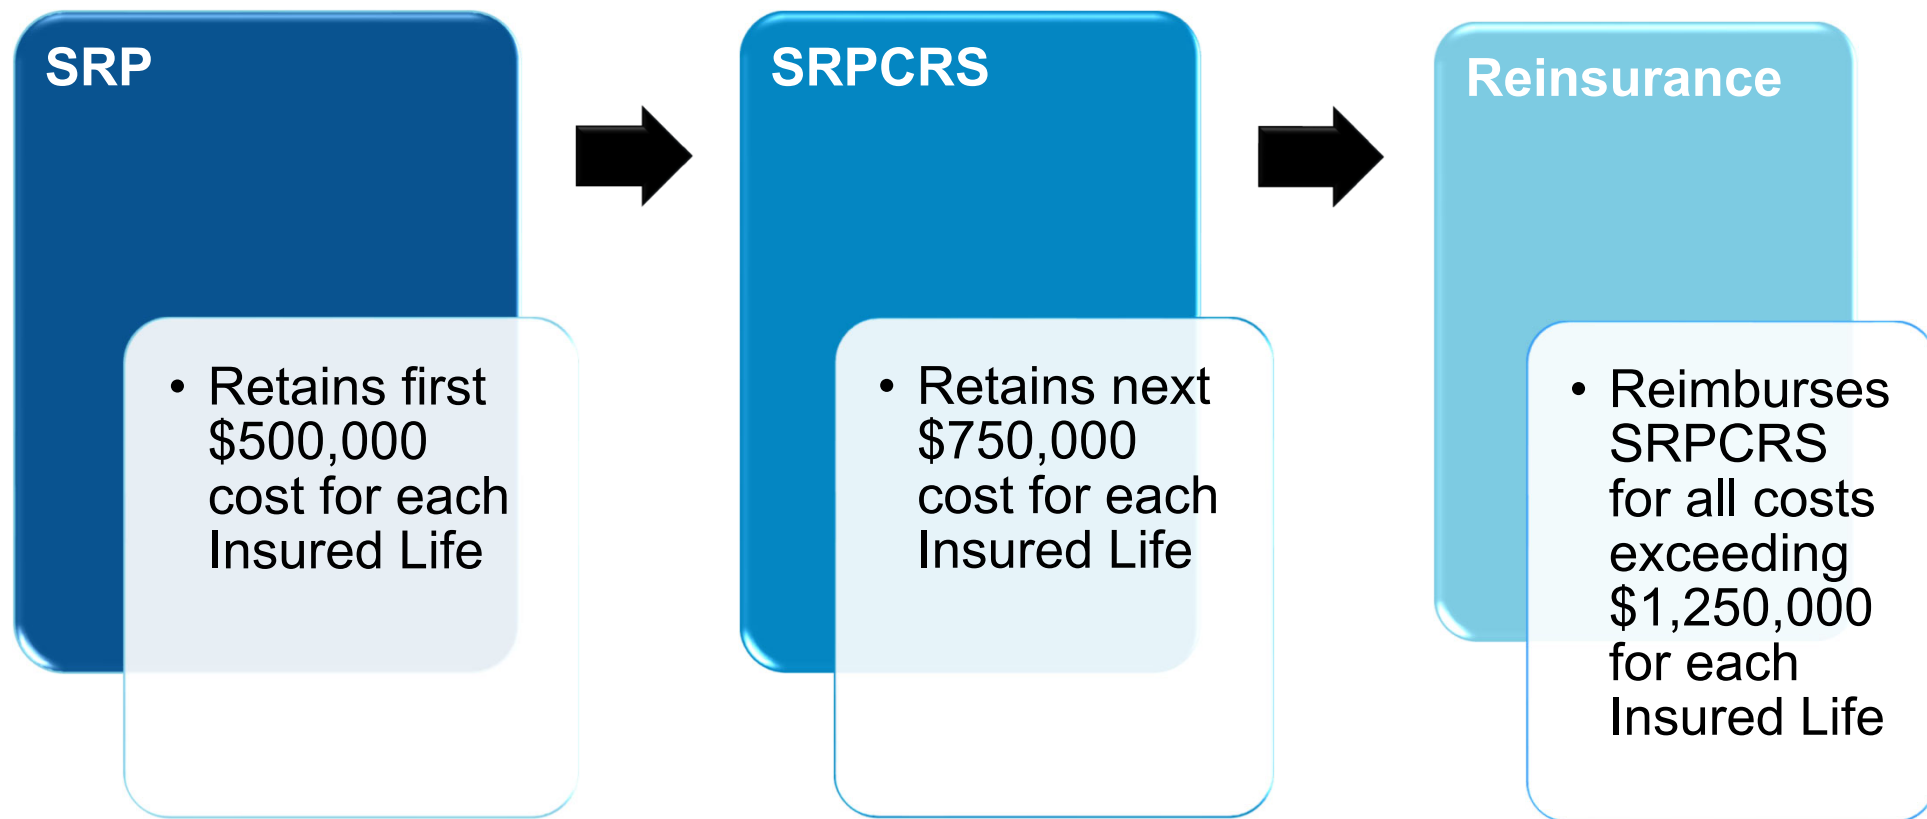 SRP
• Retains first
$500,000
cost for each
Insured Life
SRPCRS
• Retains next
$750,000
cost for each
Insured Life
Reinsurance
• Reimburses
SRPCRS
for all costs
exceeding
$1,250,000
for each
Insured Life